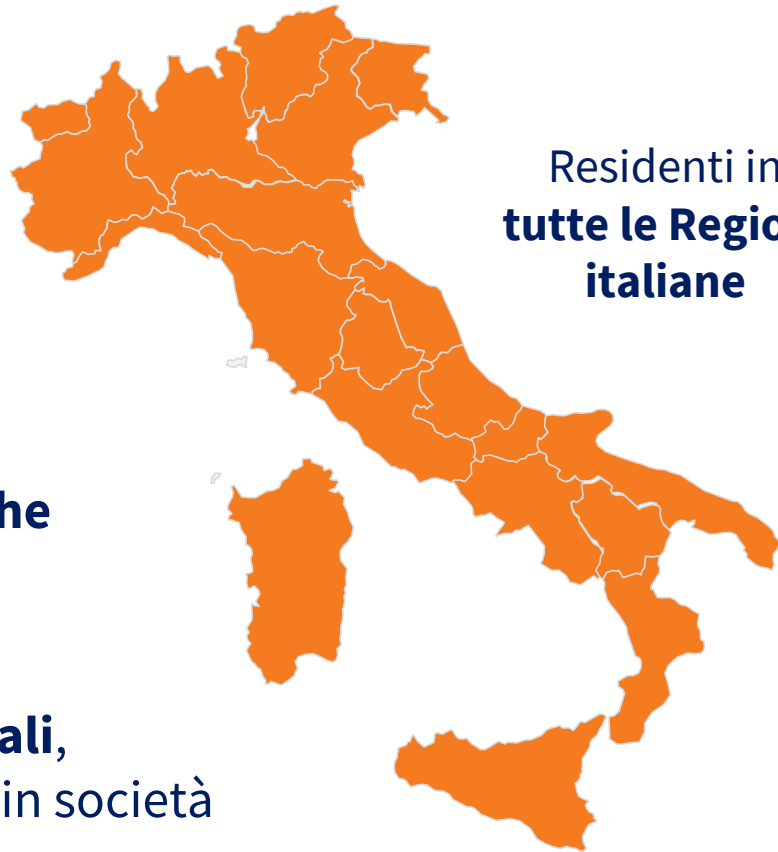 Residenti in
tutte le Regio
italiane
he
ali,
in società